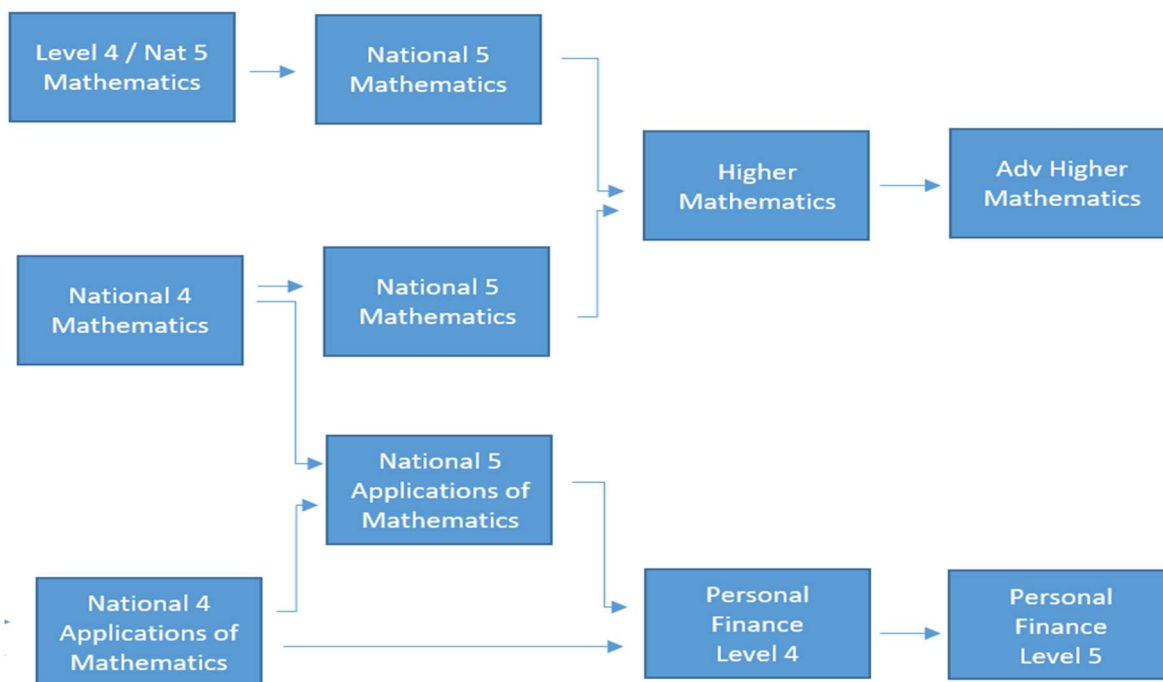 Level 4 / Nat 5
Mathematics
National 5
Mathematics
Higher
Mathematics
Adv Higher
Mathematics
National 4
Mathematics
National 5
Mathematics
National 5
Applications of
Mathematics
National 4
Applications of
Mathematics
Personal
Finance
Level 4
Personal
Finance
Level 5